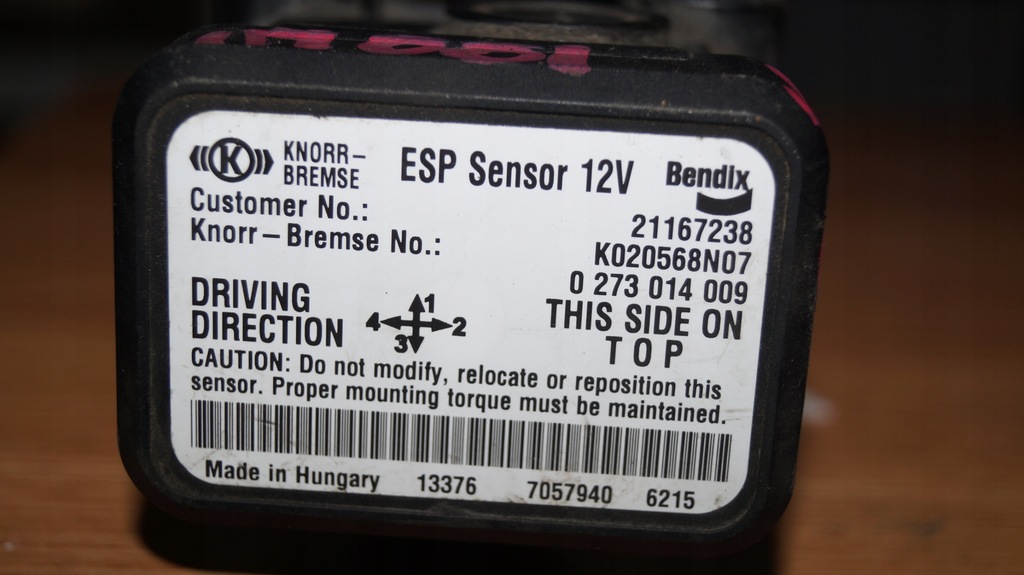 K KNORR-
BREMSE
ESP Sensor 12V
Bendix
Customer No.: 21167238
Knorr-Bremse No.: K020568N07
0 273 014 009
DRIVING
DIRECTION
1
4 2
3
THIS SIDE ON
TOP
CAUTION: Do not modify, relocate or reposition this
sensor. Proper mounting torque must be maintained.
Made in Hungary 13376 7057940 6215